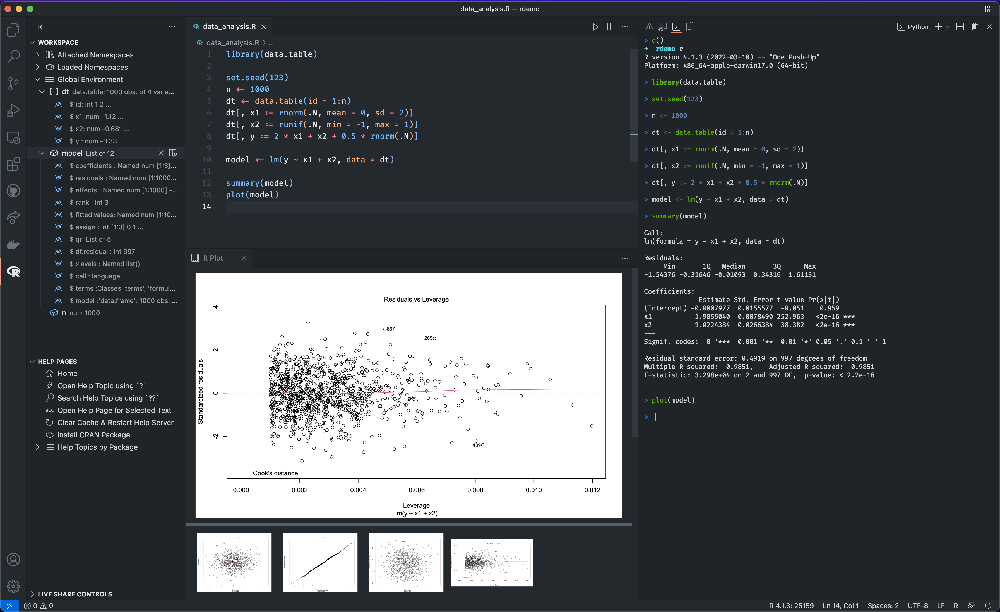 data_analysis.R — rdemo
R
WORKSPACE
Attached Namespaces
Loaded Namespaces
Global Environment
[ ] dt data.table: 1000 obs. of 4 varia...
$ id: int 1 2 ...
$ x1: num -1.12 ...
$ x2: num -0.681 ...
$ y : num -3.33 ...
model List of 12
$ coefficients : Named num [1:3]...
$ residuals : Named num [1:1000...
$ effects : Named num [1:1000] -...
$ rank : int 3
$ fitted.values: Named num [1:10...
$ assign : int [1:3] 0 1 ...
$ qr :List of 5
$ df.residual : int 997
$ xlevels : Named list()
$ call : language ...
$ terms :Classes 'terms', 'formul...
$ model :'data.frame': 1000 obs. ...
n num 1000
HELP PAGES
Home
Open Help Topic using `?`
Search Help Topics using `??`
abc Open Help Page for Selected Text
Clear Cache & Restart Help Server
Install CRAN Package
Help Topics by Package
LIVE SHARE CONTROLS
data_analysis.R
data_analysis.R > ...
1 library(data.table)
2
3 set.seed(123)
4 n ← 1000
5 dt ← data.table(id = 1:n)
6 dt[, x1 := rnorm(.N, mean = 0, sd = 2)]
7 dt[, x2 := runif(.N, min = -1, max = 1)]
8 dt[, y := 2 * x1 + x2 + 0.5 * rnorm(.N)]
9
10 model ← lm(y ~ x1 + x2, data = dt)
11
12 summary(model)
13 plot(model)
14
R Plot
Residuals vs Leverage
4
2
0
-2
Standardized residuals
867
265
439
Cook's distance
0.000 0.002 0.004 0.006 0.008 0.010 0.012
Leverage
lm(y ~ x1 + x2)
Python
> q()
➜ rdemo r
R version 4.1.3 (2022-03-10) -- "One Push-Up"
Platform: x86_64-apple-darwin17.0 (64-bit)
> library(data.table)
> set.seed(123)
> n <- 1000
> dt <- data.table(id = 1:n)
> dt[, x1 := rnorm(.N, mean = 0, sd = 2)]
> dt[, x2 := runif(.N, min = -1, max = 1)]
> dt[, y := 2 * x1 + x2 + 0.5 * rnorm(.N)]
> model <- lm(y ~ x1 + x2, data = dt)
> summary(model)
Call:
lm(formula = y ~ x1 + x2, data = dt)
Residuals:
Min 1Q Median 3Q Max
-1.54376 -0.31646 -0.01093 0.34316 1.61131
Coefficients:
Estimate Std. Error t value Pr(>|t|)
(Intercept) -0.0007977 0.0155577 -0.051 0.959
x1 1.9855040 0.0078490 252.963 <2e-16 ***
x2 1.0224384 0.0266384 38.382 <2e-16 ***
---
Signif. codes: 0 '***' 0.001 '**' 0.01 '*' 0.05 '.' 0.1 ' ' 1
Residual standard error: 0.4919 on 997 degrees of freedom
Multiple R-squared: 0.9851, Adjusted R-squared: 0.9851
F-statistic: 3.298e+04 on 2 and 997 DF, p-value: < 2.2e-16
> plot(model)
>
0 0
R 4.1.3: 25159 Ln 14, Col 1 Spaces: 2 UTF-8 LF R